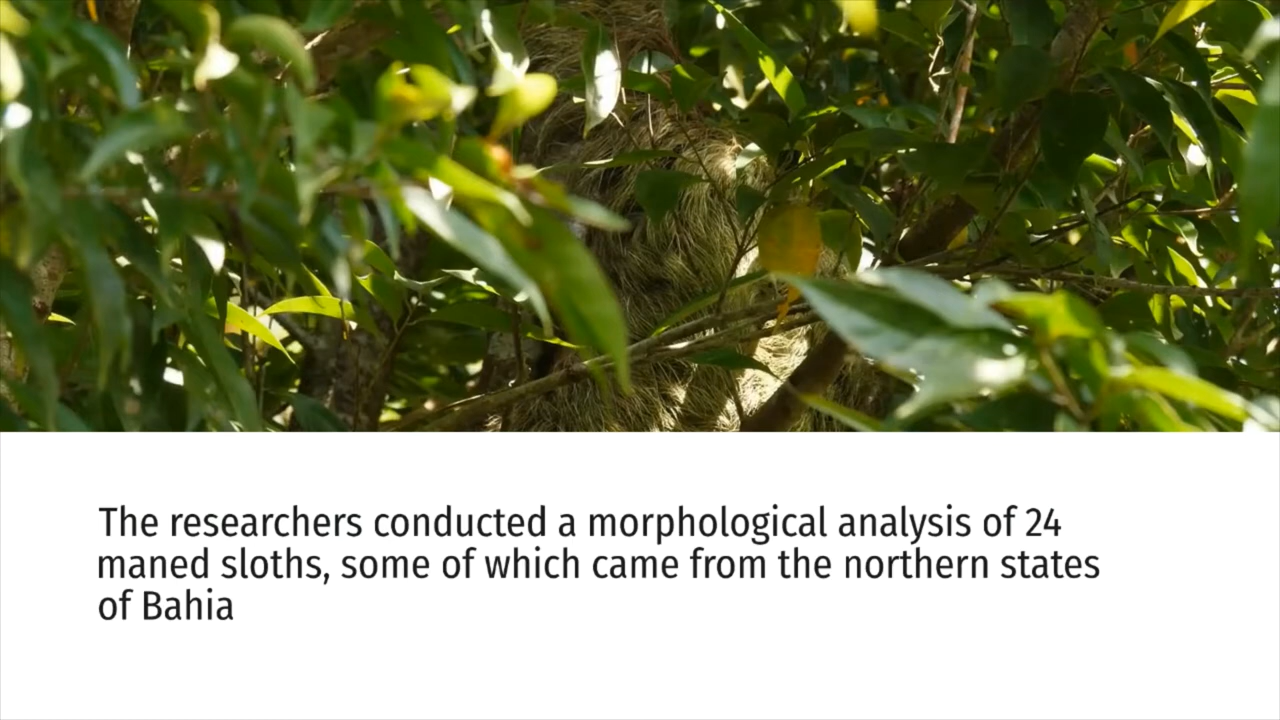 The researchers conducted a morphological analysis of 24
maned sloths, some of which came from the northern states
of Bahia